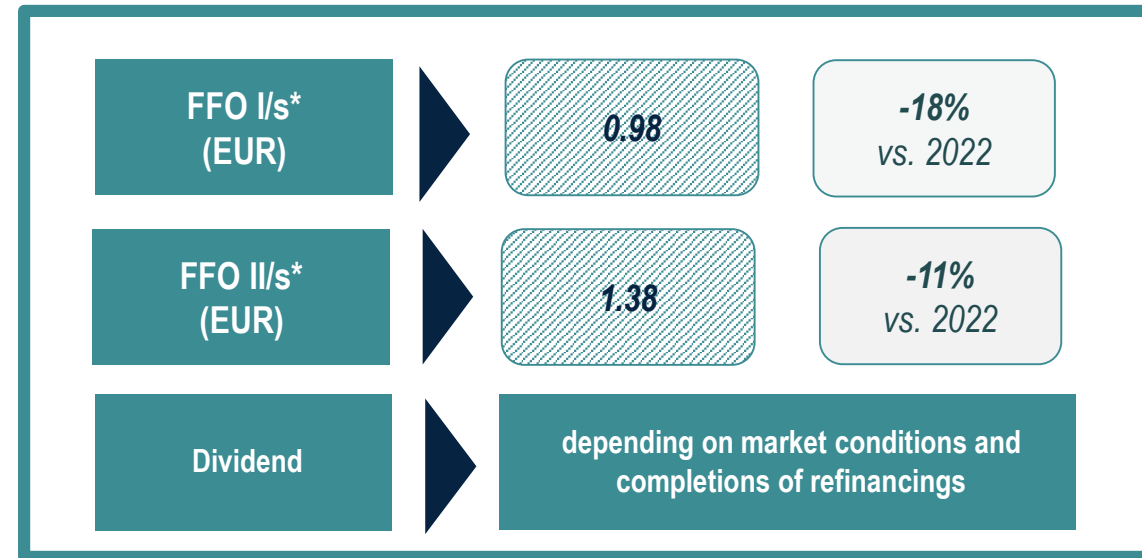 FFO I/s*
(EUR)
0.98
-18%
vs. 2022
FFO II/s*
(EUR)
1.38
-11%
vs. 2022
Dividend
depending on market conditions and
completions of refinancings